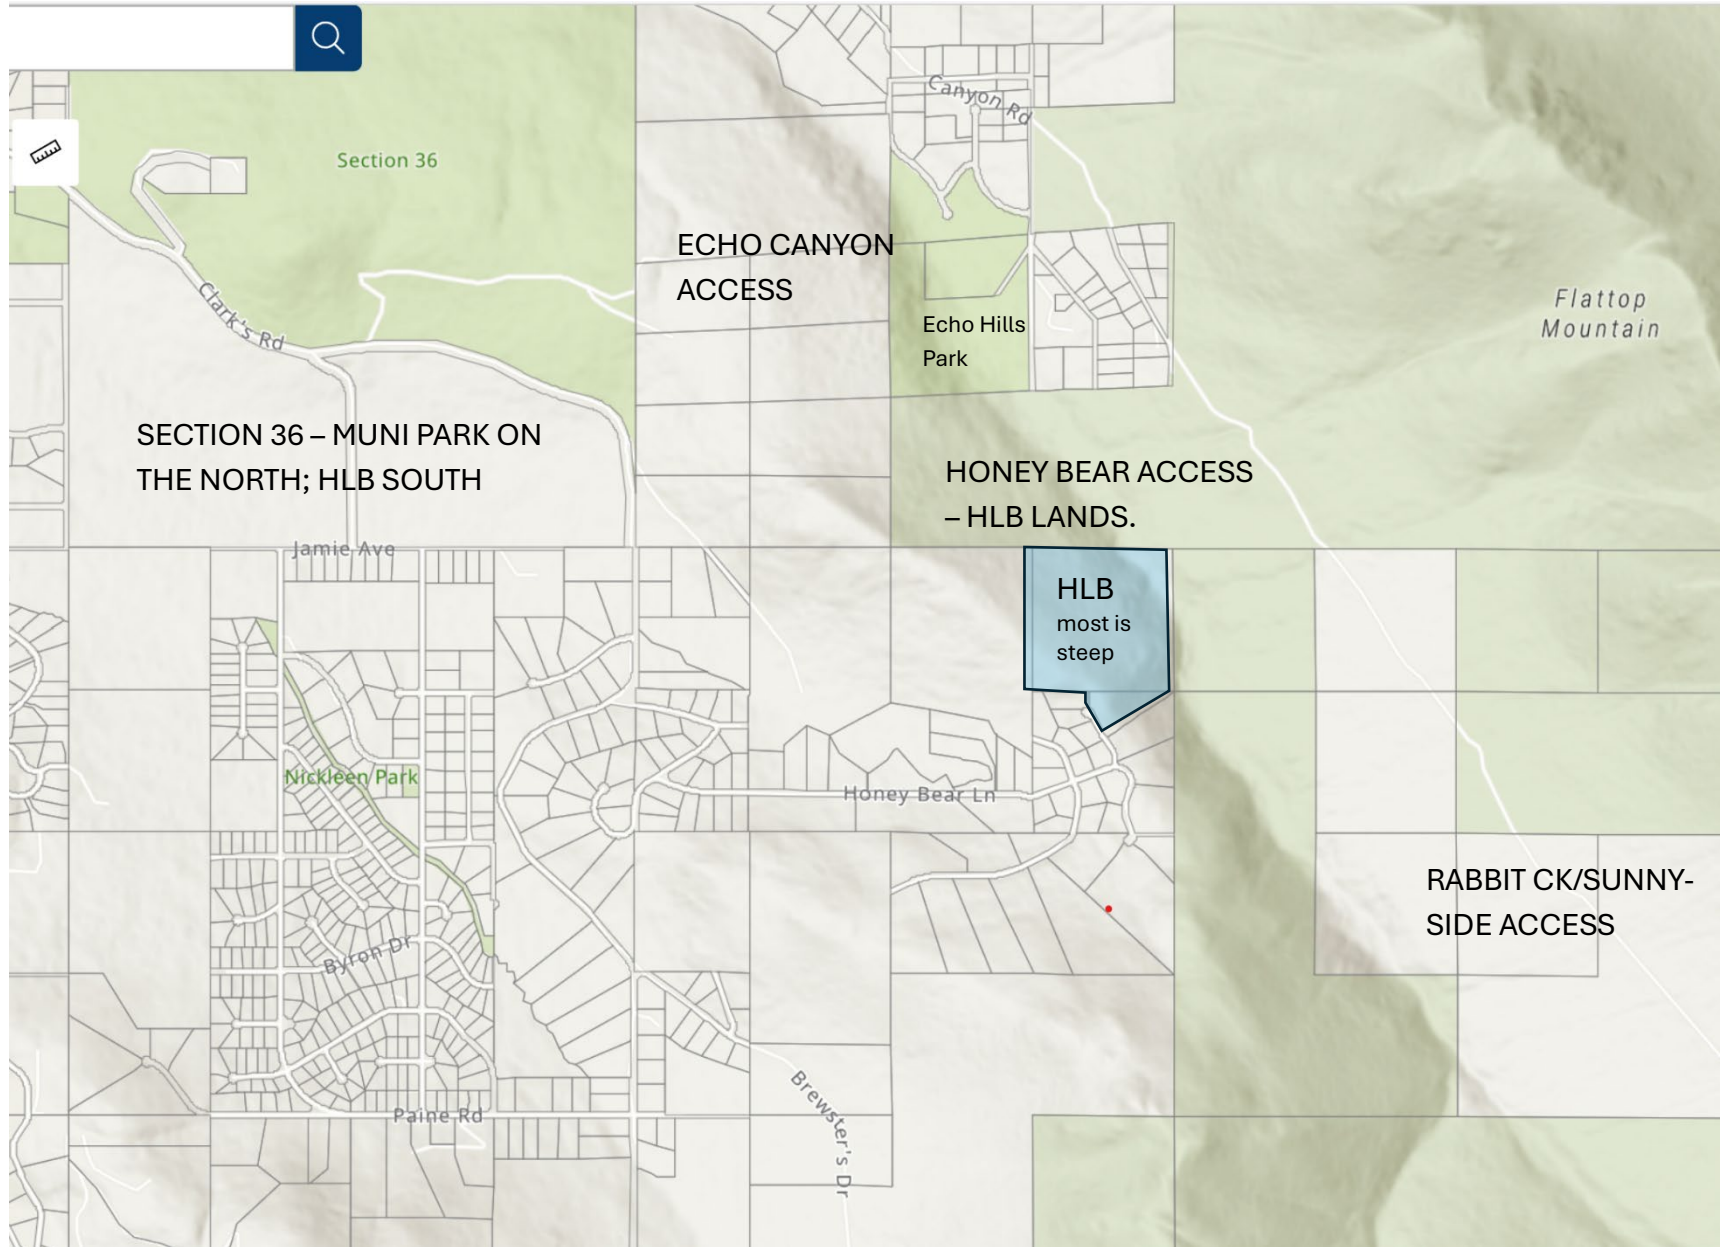 Canyon Rd
Section 36
ECHO CANYON
ACCESS
Flattop
Mountain
Clark's Rd
Echo Hills
Park
SECTION 36 – MUNI PARK ON
THE NORTH; HLB SOUTH
HONEY BEAR ACCESS
– HLB LANDS.
Jamie Ave
HLB
most is
steep
Nickleen Park
Honey Bear Ln
RABBIT CK/SUNNY-
SIDE ACCESS
Byron Dr
Brewster's Dr
Paine Rd